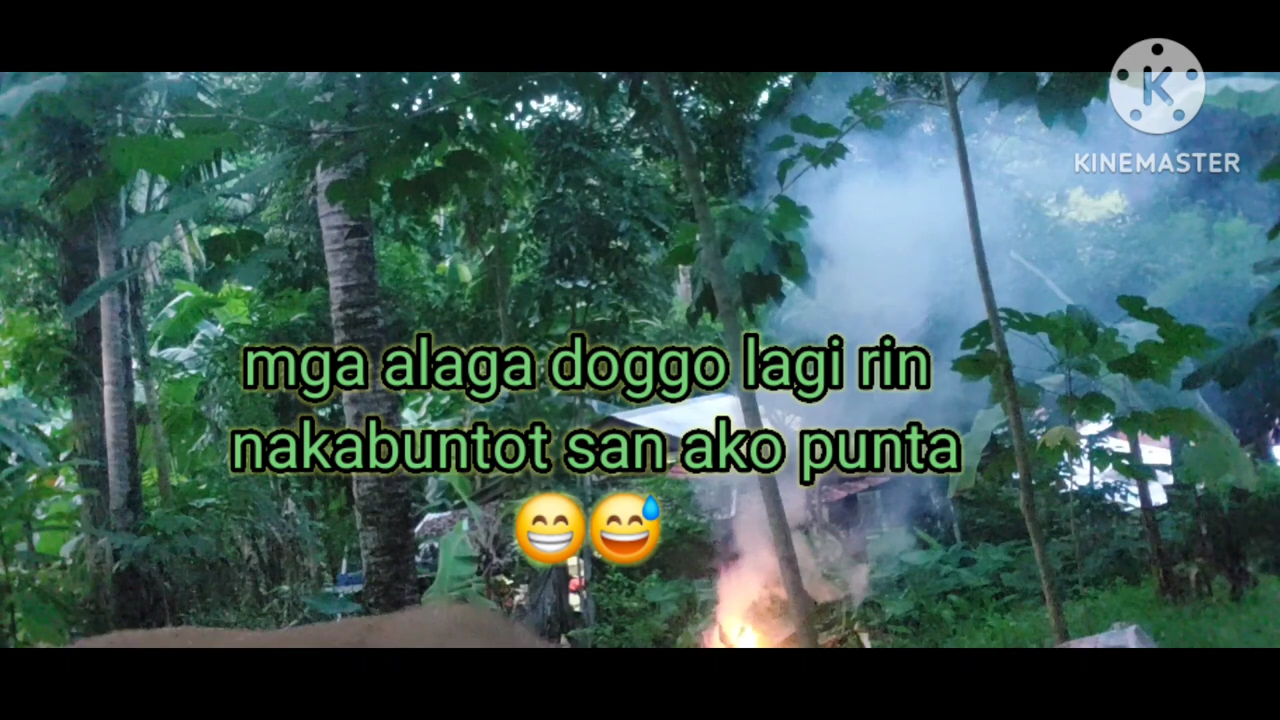 KINEMASTER
mga alaga doggo lagi rin
nakabuntot san ako punta
😁😅